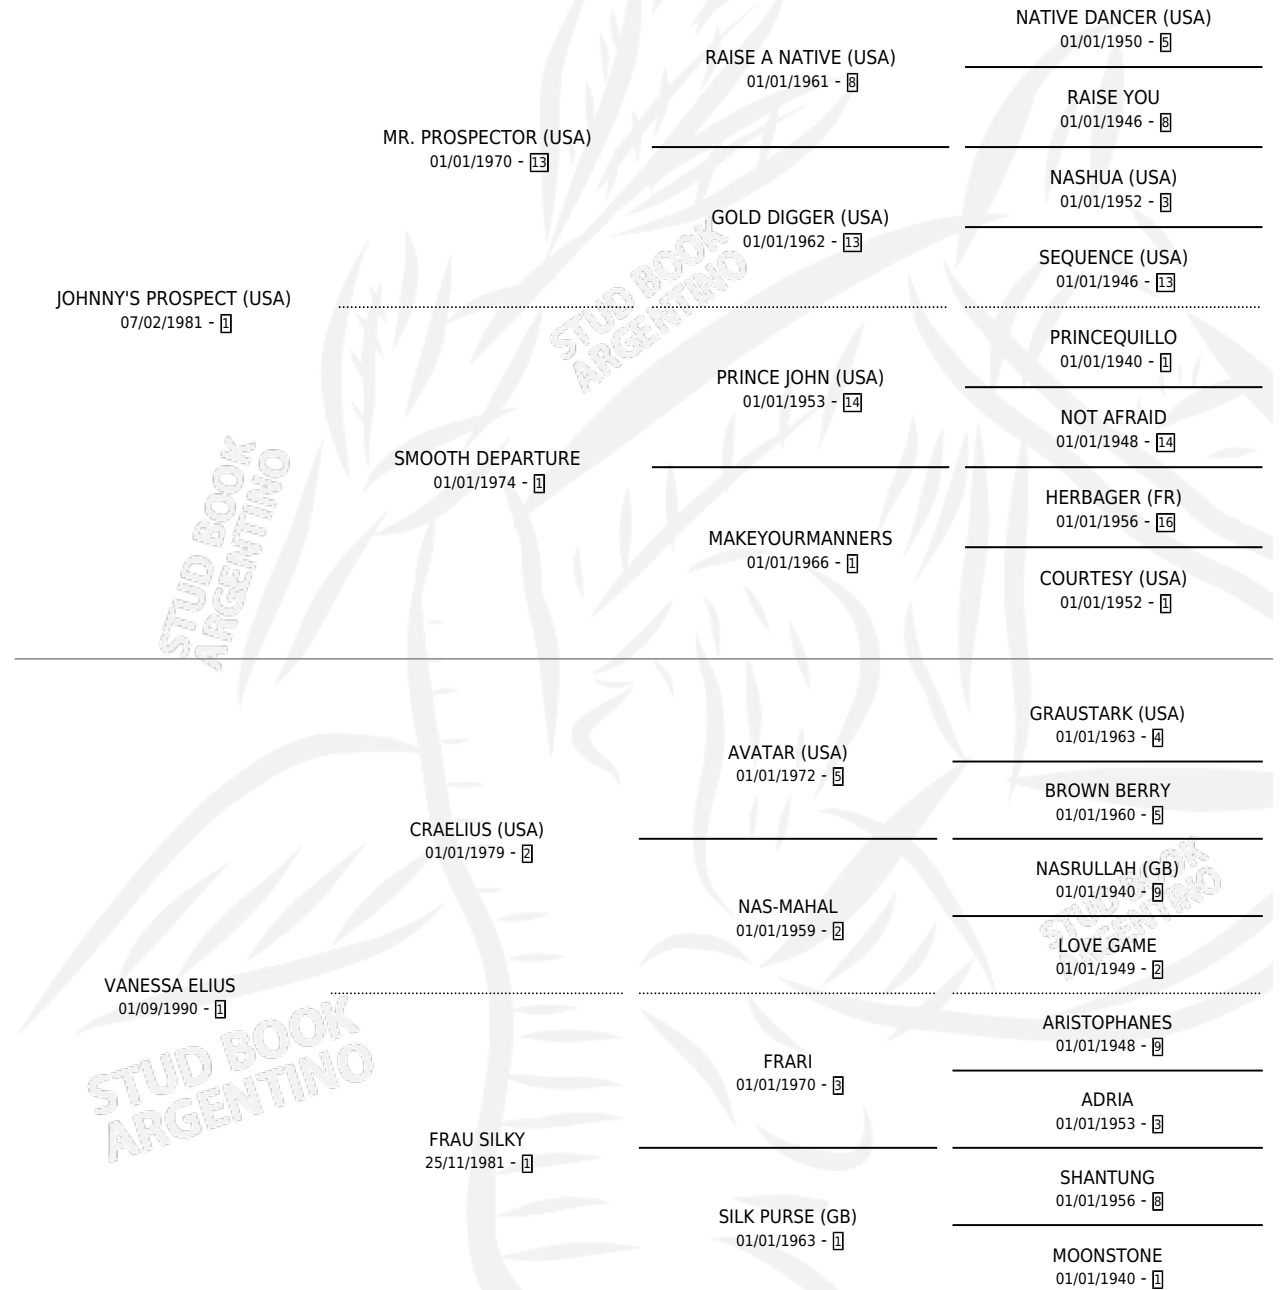 NATIVE DANCER (USA)
01/01/1950 - 5
RAISE A NATIVE (USA)
01/01/1961 - 8
RAISE YOU
01/01/1946 - 8
MR. PROSPECTOR (USA)
01/01/1970 - 13
NASHUA (USA)
01/01/1952 - 3
GOLD DIGGER (USA)
01/01/1962 - 13
SEQUENCE (USA)
01/01/1946 - 13
JOHNNY'S PROSPECT (USA)
07/02/1981 - 1
STUD BOOK
ARGENTINO
PRINCEQUILLO
01/01/1940 - 1
PRINCE JOHN (USA)
01/01/1953 - 14
NOT AFRAID
01/01/1948 - 14
SMOOTH DEPARTURE
01/01/1974 - 1
HERBAGER (FR)
01/01/1956 - 16
MAKEYOURMANNERS
01/01/1966 - 1
COURTESY (USA)
01/01/1952 - 1
STUD BOOK
ARGENTINO
GRAUSTARK (USA)
01/01/1963 - 4
AVATAR (USA)
01/01/1972 - 5
BROWN BERRY
01/01/1960 - 5
CRAELIUS (USA)
01/01/1979 - 2
NASRULLAH (GB)
01/01/1940 - 9
NAS-MAHAL
01/01/1959 - 2
LOVE GAME
01/01/1949 - 2
STUD BOOK
ARGENTINO
VANESSA ELIUS
01/09/1990 - 1
ARISTOPHANES
01/01/1948 - 9
FRARI
01/01/1970 - 3
ADRIA
01/01/1953 - 3
STUD BOOK
ARGENTINO
FRAU SILKY
25/11/1981 - 1
SHANTUNG
01/01/1956 - 8
SILK PURSE (GB)
01/01/1963 - 1
MOONSTONE
01/01/1940 - 1